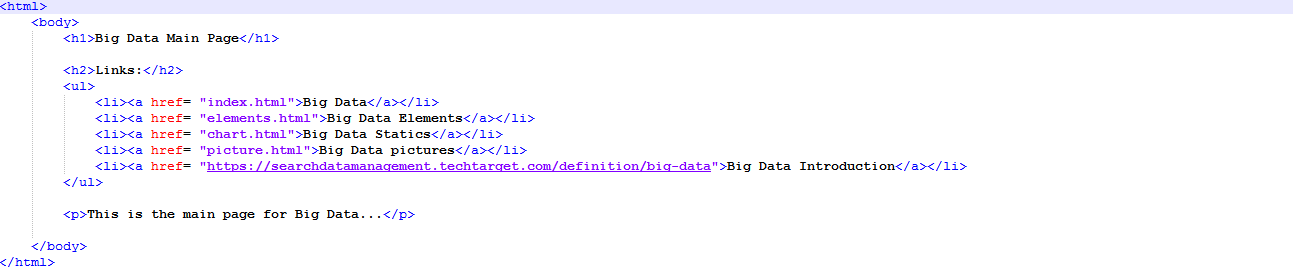 <html>
<body>
<h1>Big Data Main Page</h1>
<h2>Links:</h2>
<ul>
<li><a href= "index.html">Big Data</a></li>
<li><a href= "elements.html">Big Data Elements</a></li>
<li><a href= "chart.html">Big Data Statics</a></li>
<li><a href= "picture.html">Big Data pictures</a></li>
<li><a href= "https://searchdatamanagement.techtarget.com/definition/big-data">Big Data Introduction</a></li>
</ul>
<p>This is the main page for Big Data...</p>
</body>
</html>